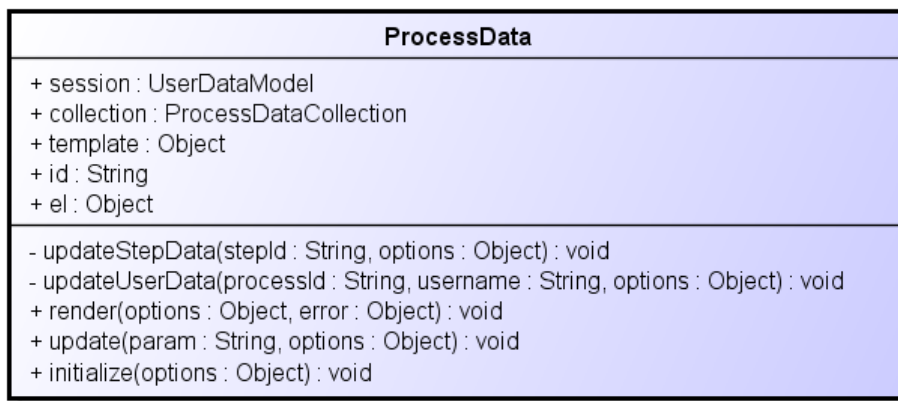 ProcessData
+ session : UserDataModel
+ collection : ProcessDataCollection
+ template : Object
+ id : String
+ el : Object
- updateStepData(stepId : String, options : Object) : void
- updateUserData(processId : String, username : String, options : Object) : void
+ render(options : Object, error : Object) : void
+ update(param : String, options : Object) : void
+ initialize(options : Object) : void